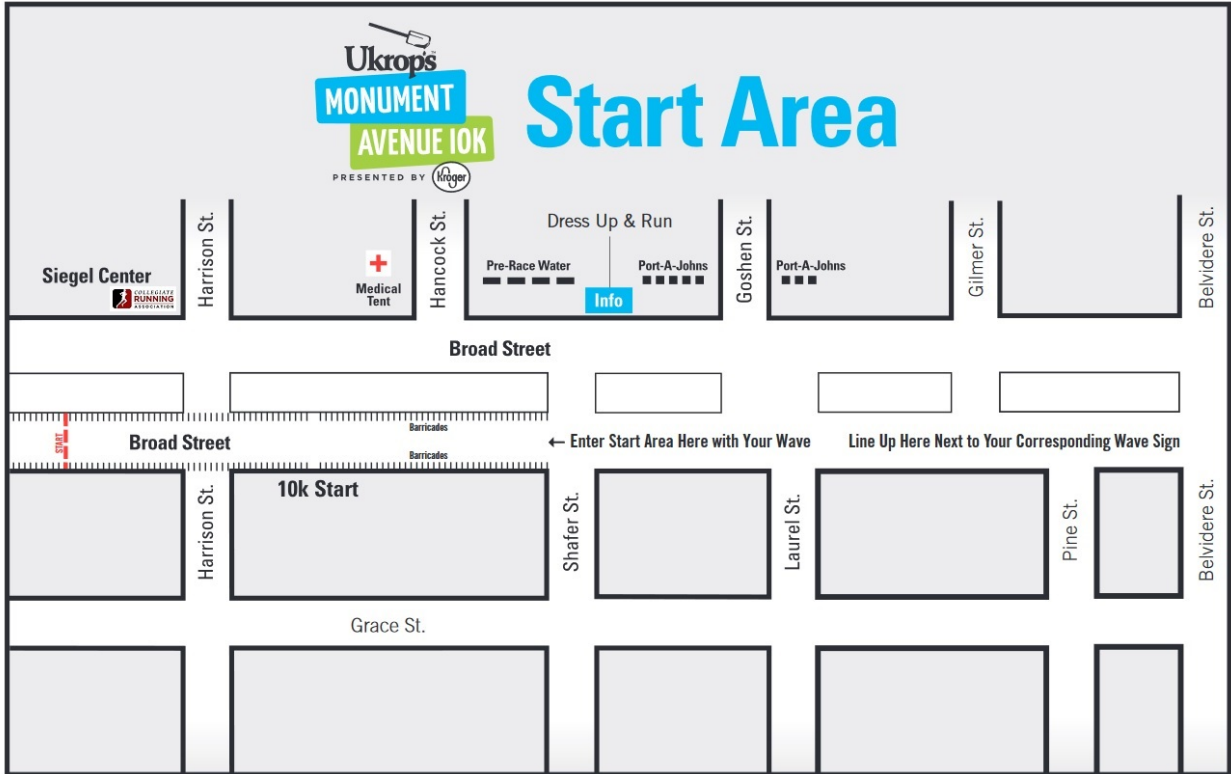 Ukrop's
MONUMENT
AVENUE 10K
PRESENTED BY Kroger
Start Area
Harrison St.
Hancock St.
Goshen St.
Gilmer St.
Belvidere St.
Siegel Center
COLLEGIATE
RUNNING
ASSOCIATION
Medical
Tent
Dress Up & Run
Pre-Race Water
Port-A-Johns
Info
Port-A-Johns
Broad Street
START
Broad Street
Barricades
Barricades
← Enter Start Area Here with Your Wave
Line Up Here Next to Your Corresponding Wave Sign
10k Start
Harrison St.
Shafer St.
Laurel St.
Pine St.
Belvidere St.
Grace St.